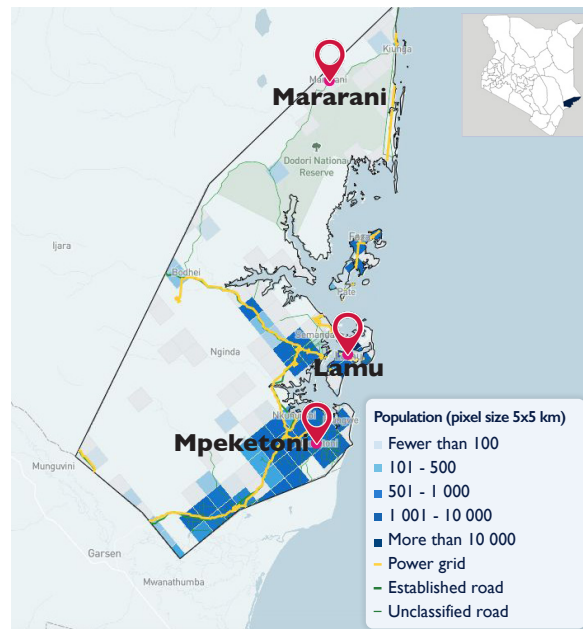 Kiunga
Mararani
Dodori National
Reserve
Ijara
Faza
Pate
Bodhei
Nginda
Lamu
Mpeketoni
Munguvini
Garsen
Mwanathumba
Population (pixel size 5x5 km)
Fewer than 100
101 - 500
501 - 1 000
1 001 - 10 000
More than 10 000
Power grid
Established road
Unclassified road